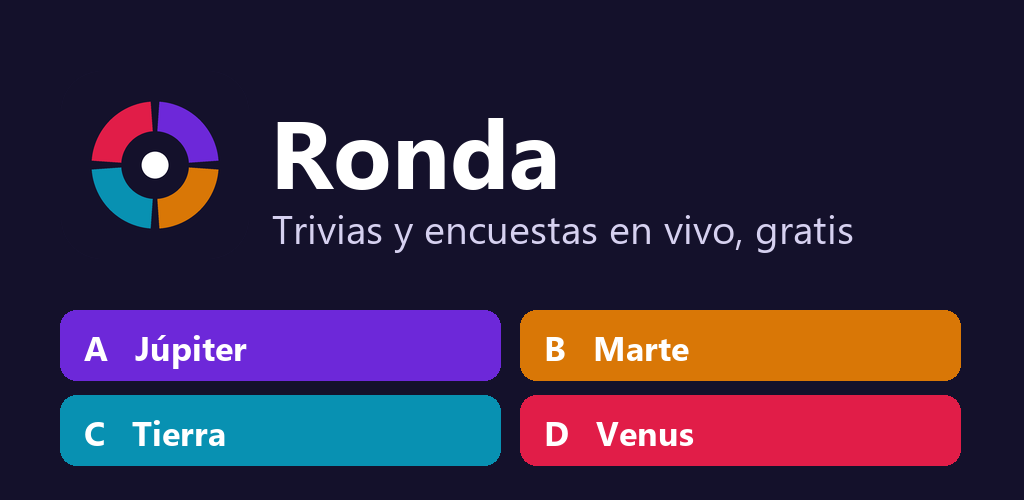 Ronda
Trivias y encuestas en vivo, gratis
A Júpiter
B Marte
C Tierra
D Venus